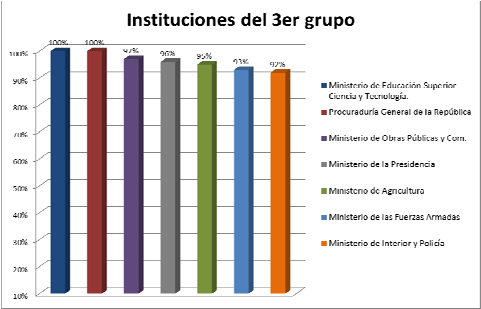 Instituciones del 3er grupo
100%
100%
97%
96%
95%
93%
92%
100%
90%
80%
70%
60%
50%
40%
30%
20%
10%
Ministerio de Educación Superior
Ciencia y Tecnología.
Procuraduría General de la República
Ministerio de Obras Públicas y Com.
Ministerio de la Presidencia
Ministerio de Agricultura
Ministerio de las Fuerzas Armadas
Ministerio de Interior y Policía